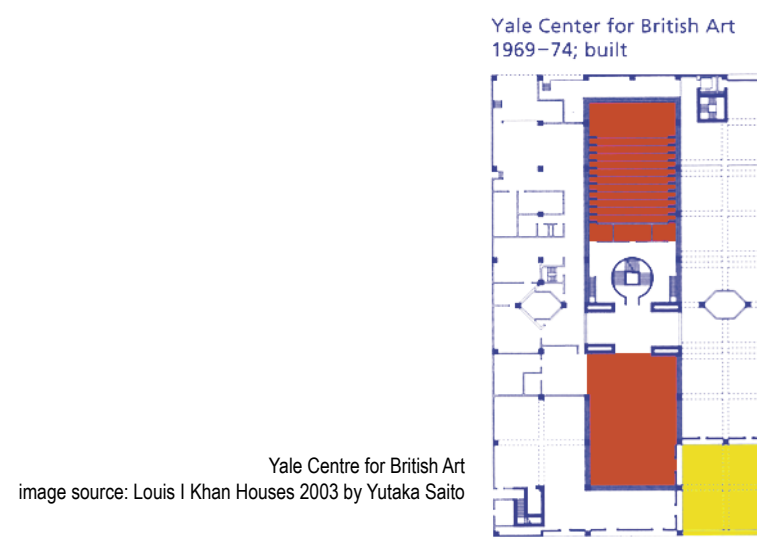 Yale Center for British Art
1969–74; built
Yale Centre for British Art
image source: Louis I Khan Houses 2003 by Yutaka Saito